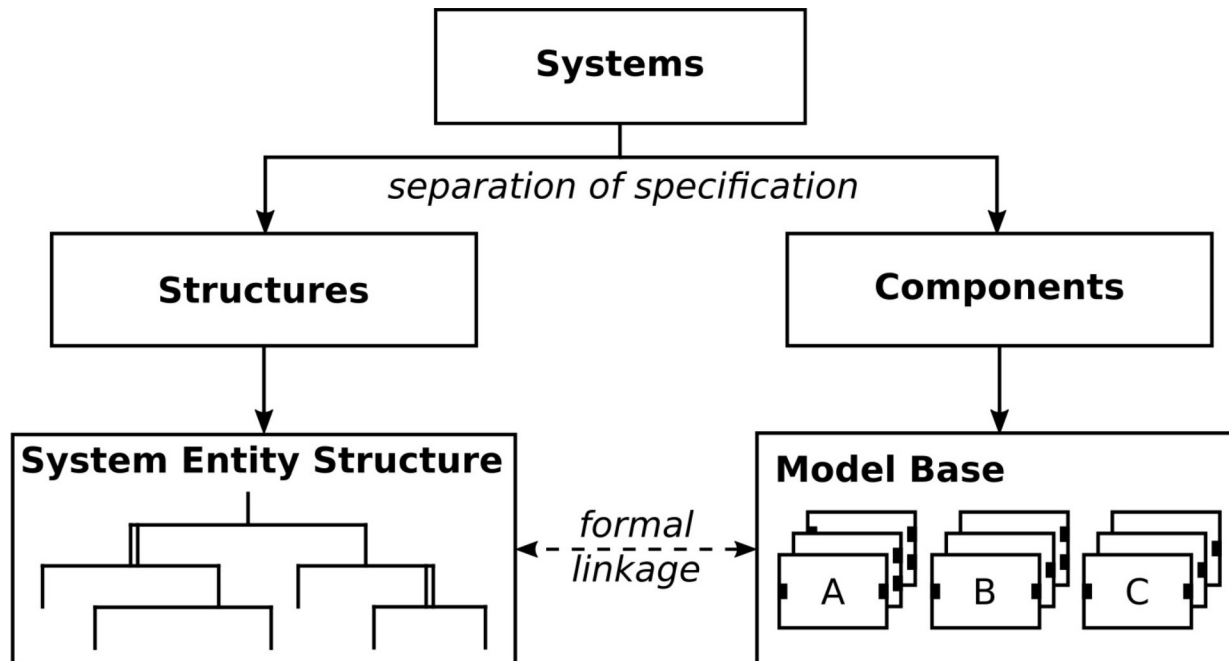 Systems
separation of specification
Structures
Components
System Entity Structure
Model Base
formal
linkage
A
B
C